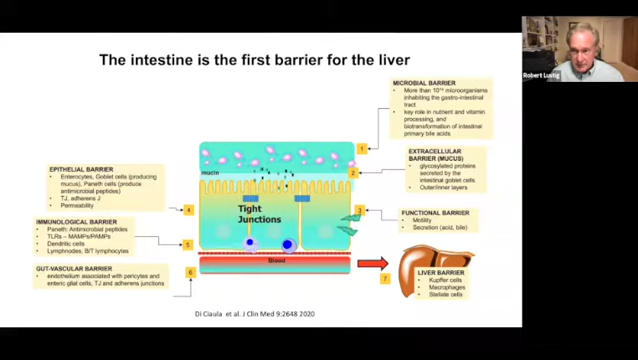 The intestine is the first barrier for the liver
Robert Lustig
MICROBIAL BARRIER
• More than 10¹⁴ microorganisms
inhabiting the gastro-intestinal
tract
• key role in nutrient and vitamin
processing, and
biotransformation of intestinal
primary bile acids
1
mucin
2
EXTRACELLULAR
BARRIER (MUCUS)
• glycosylated proteins
secreted by the
intestinal goblet cells
• Outer/inner layers
EPITHELIAL BARRIER
• Enterocytes, Goblet cells (producing
mucus), Paneth cells (produce
antimicrobial peptides)
• TJ, adherens J
• Permeability
4
Tight
Junctions
3
FUNCTIONAL BARRIER
• Motility
• Secretion (acid, bile)
IMMUNOLOGICAL BARRIER
• Paneth: Antimicrobial peptides
• TLRs – MAMPs/PAMPs
• Dendritic cells
• Lymphnodes, B/T lymphocytes
5
GUT-VASCULAR BARRIER
• endothelium associated with pericytes and
enteric glial cells, TJ and adherens junctions
6
Blood
7
LIVER BARRIER
• Kupffer cells
• Macrophages
• Stellate cells
Di Ciaula et al. J Clin Med 9:2648 2020